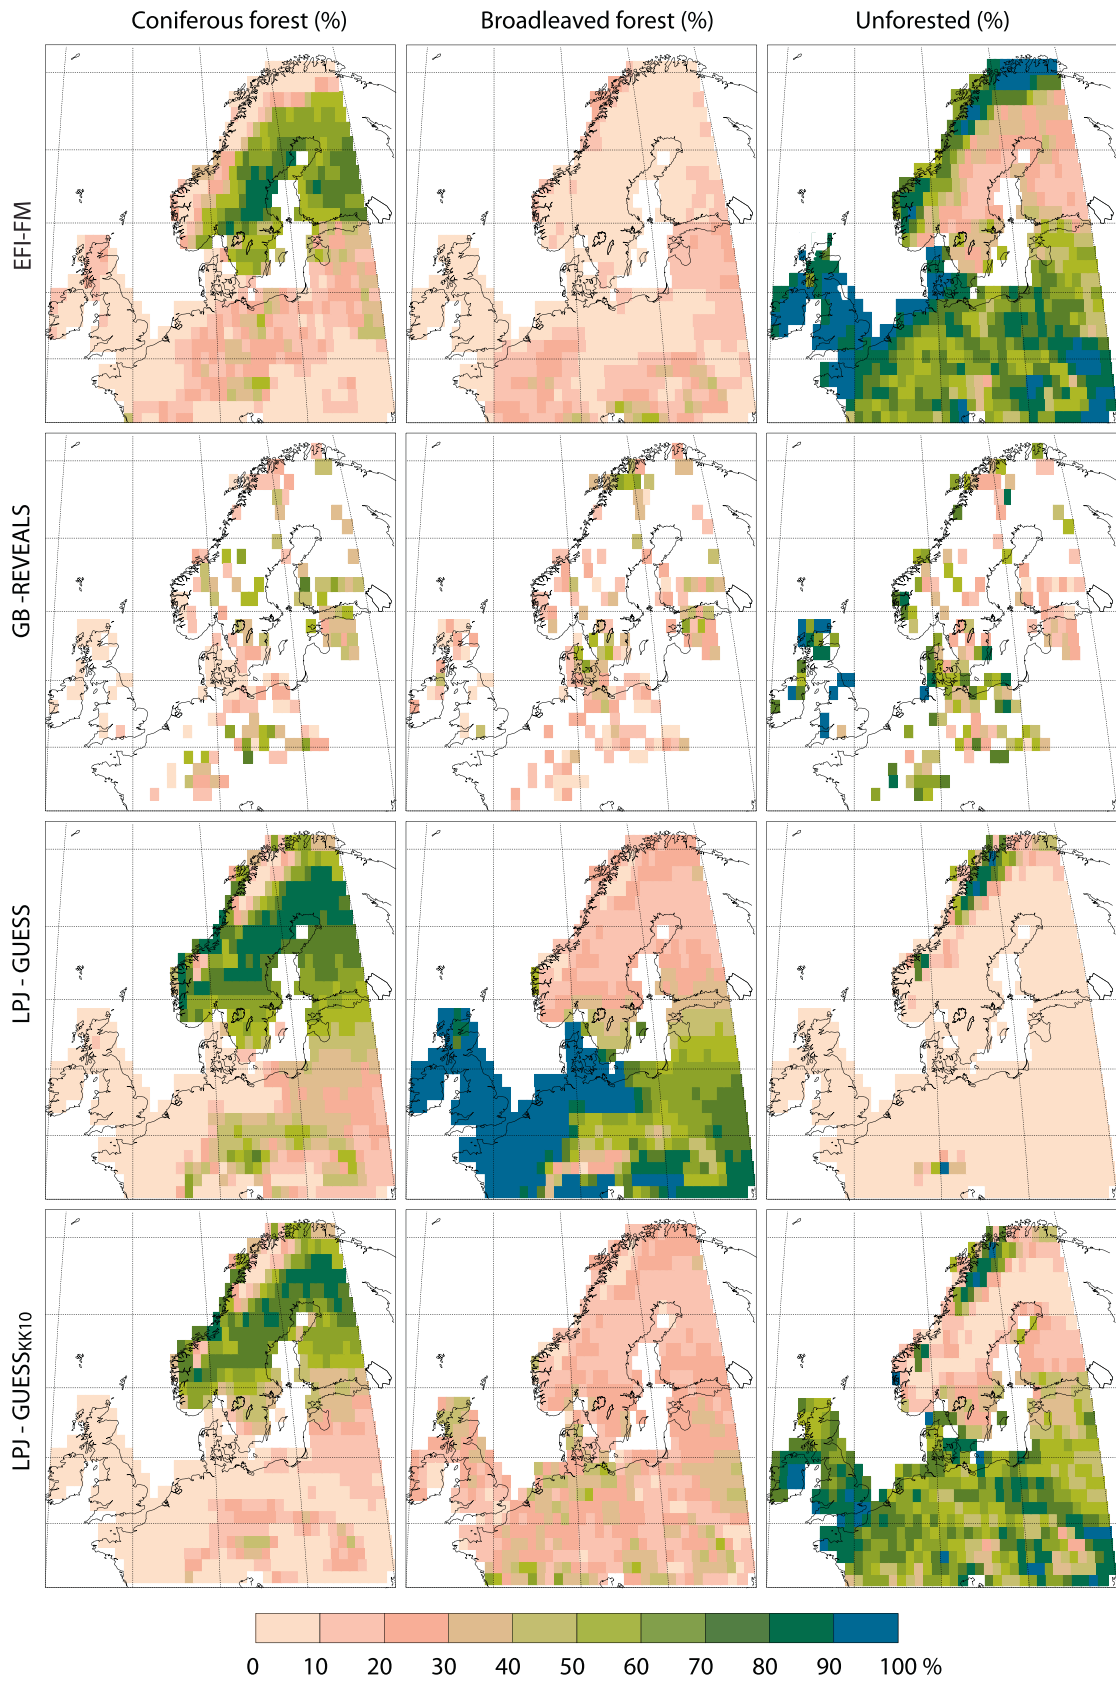 Coniferous forest (%) Broadleaved forest (%) Unforested (%)
EFI-FM
GB -REVEALS
LPJ - GUESS
LPJ - GUESSKK10
0 10 20 30 40 50 60 70 80 90 100 %